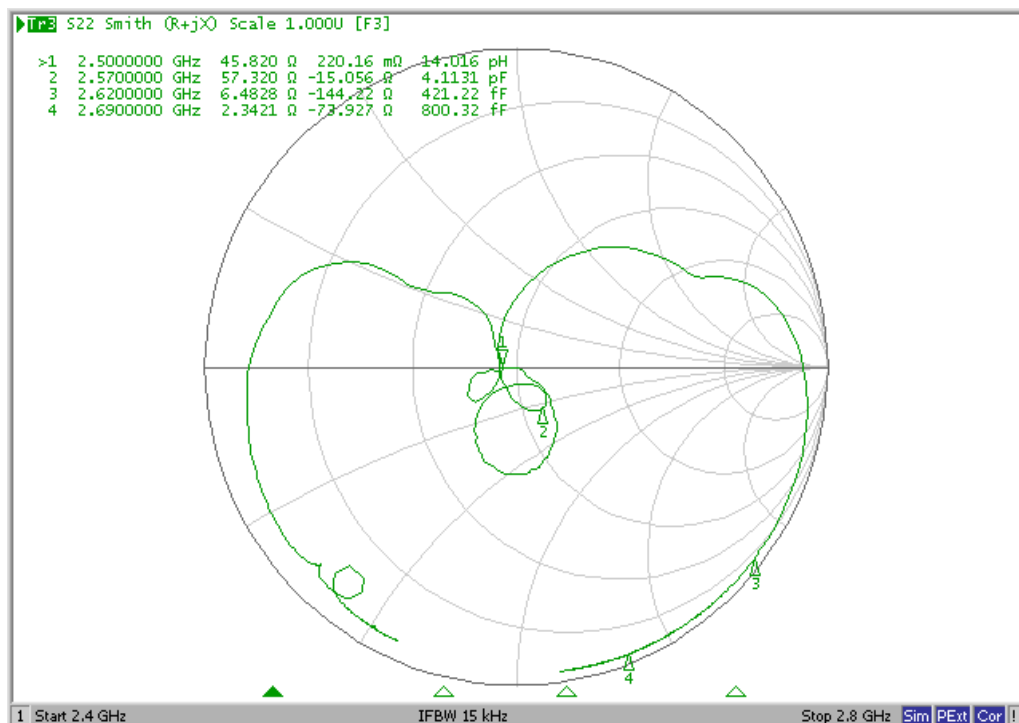 Tr3 S22 Smith (R+jX) Scale 1.000U [F3]
>1 2.5000000 GHz 45.820 Ω 220.16 mΩ 14.016 pH
2 2.5700000 GHz 57.320 Ω -15.056 Ω 4.1131 pF
3 2.6200000 GHz 6.4828 Ω -144.22 Ω 421.22 fF
4 2.6900000 GHz 2.3421 Ω -73.927 Ω 800.32 fF
1
2
3
4
1 Start 2.4 GHz IFBW 15 kHz Stop 2.8 GHz Sim PExt Cor !